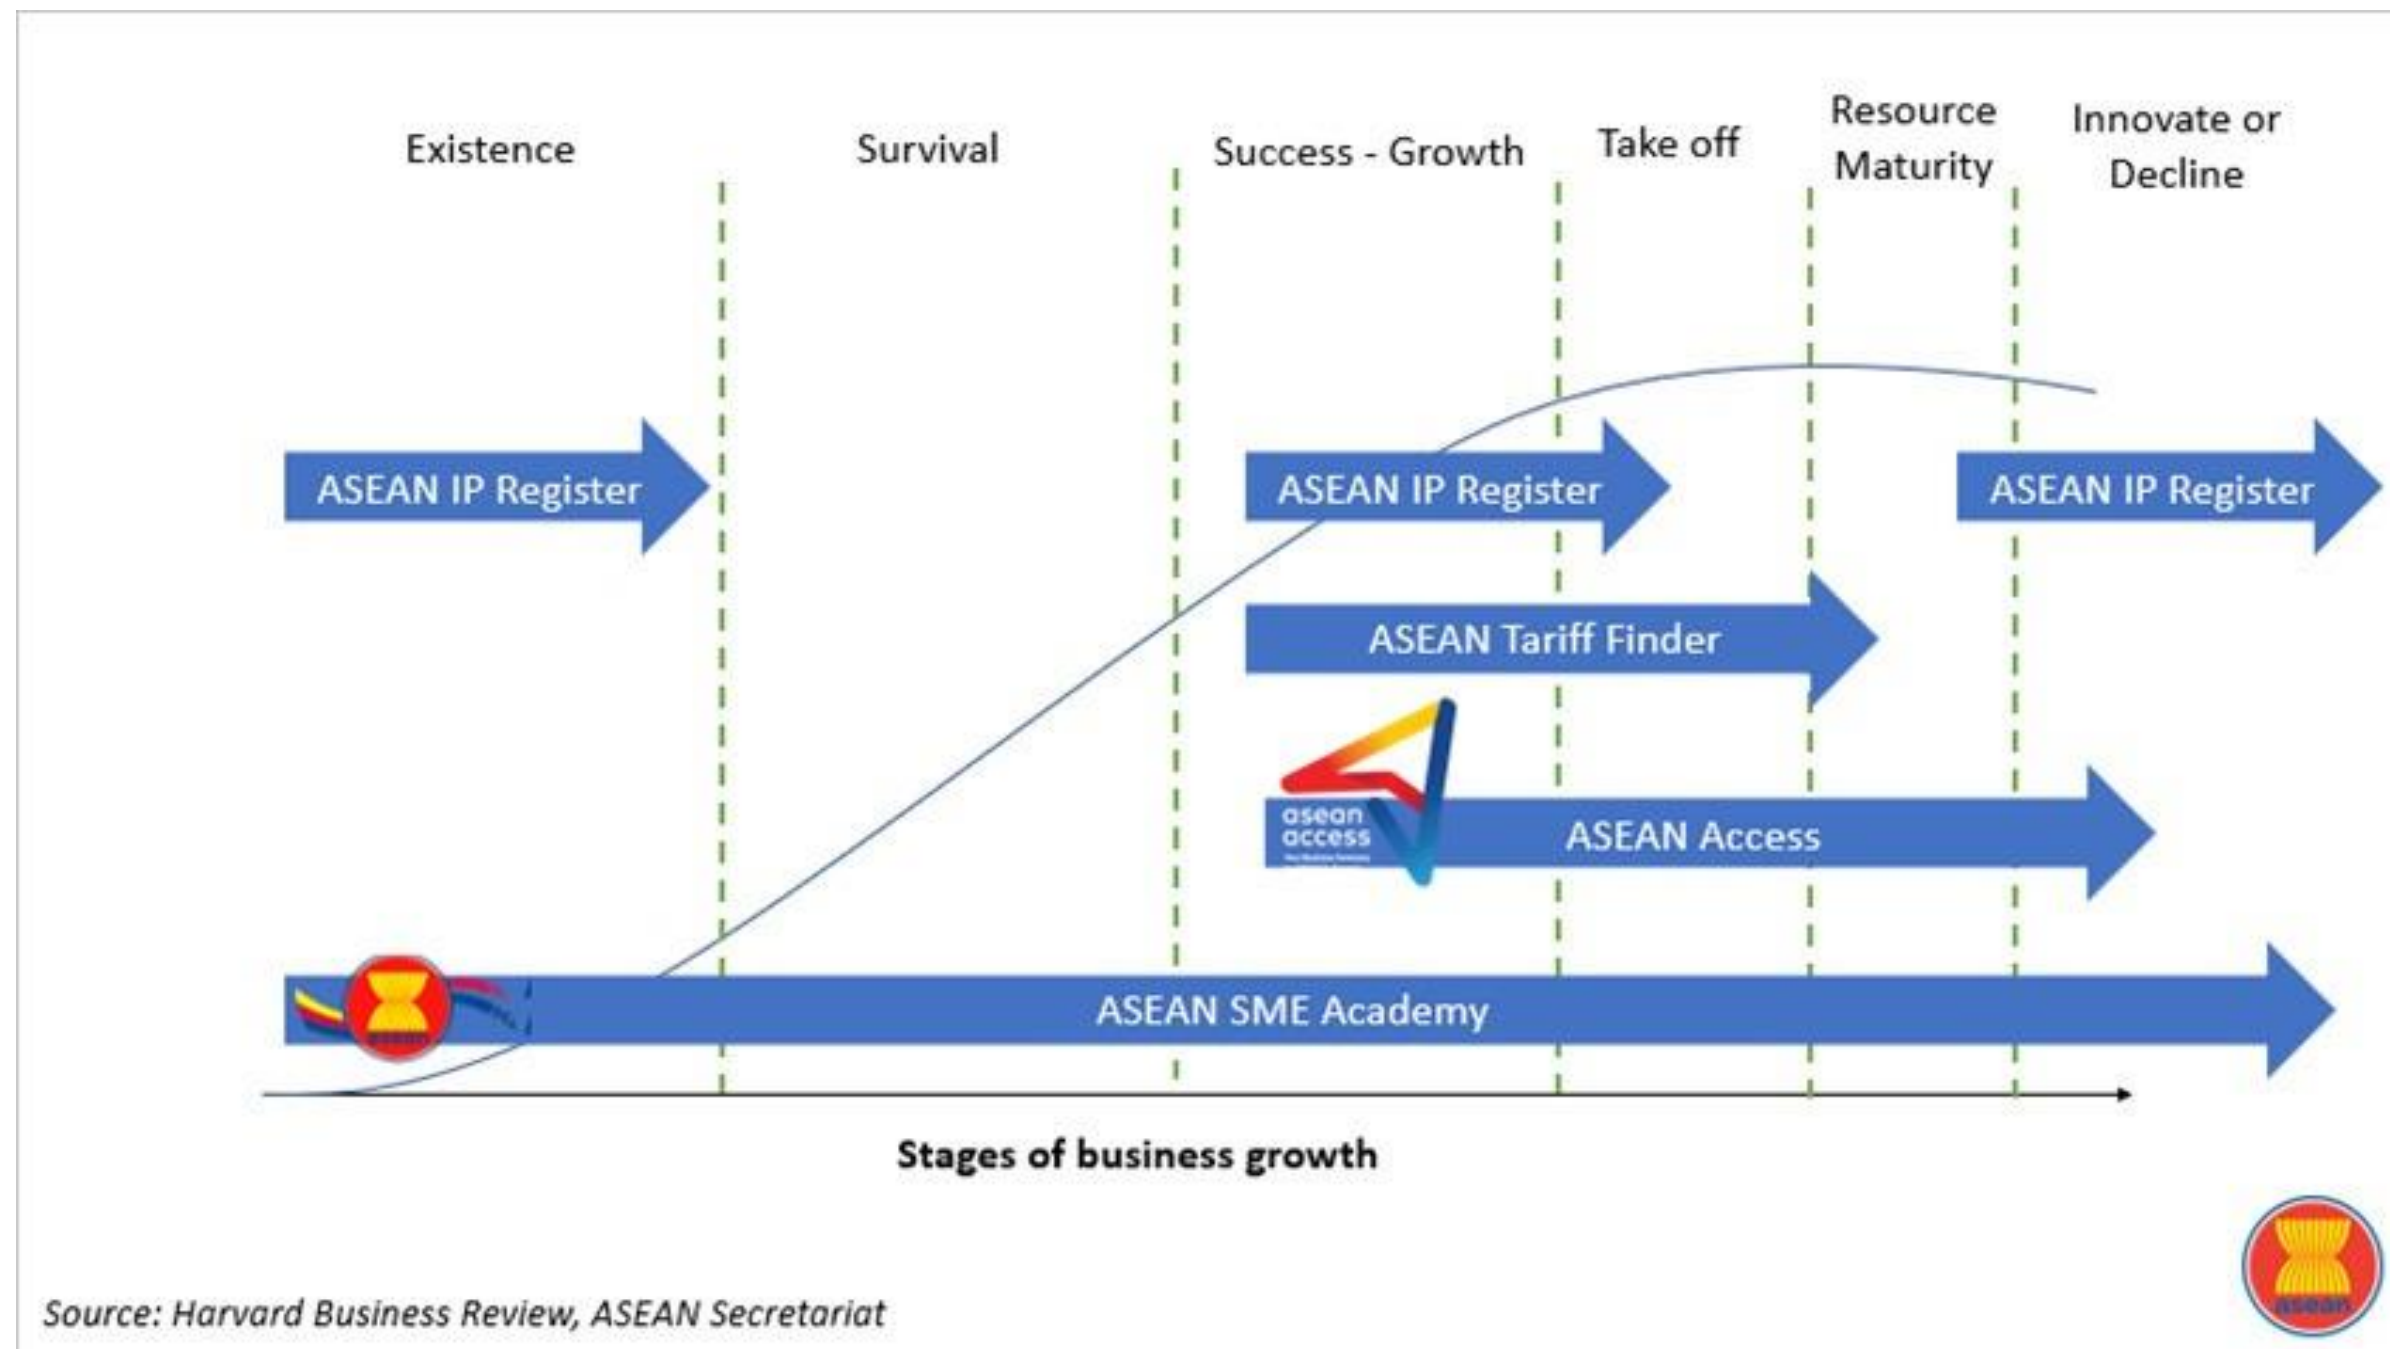 Existence
Survival
Success - Growth
Take off
Resource
Maturity
Innovate or
Decline
ASEAN IP Register
ASEAN IP Register
ASEAN IP Register
ASEAN Tariff Finder
asean
access
ASEAN Access
asean
ASEAN SME Academy
Stages of business growth
asean
Source: Harvard Business Review, ASEAN Secretariat